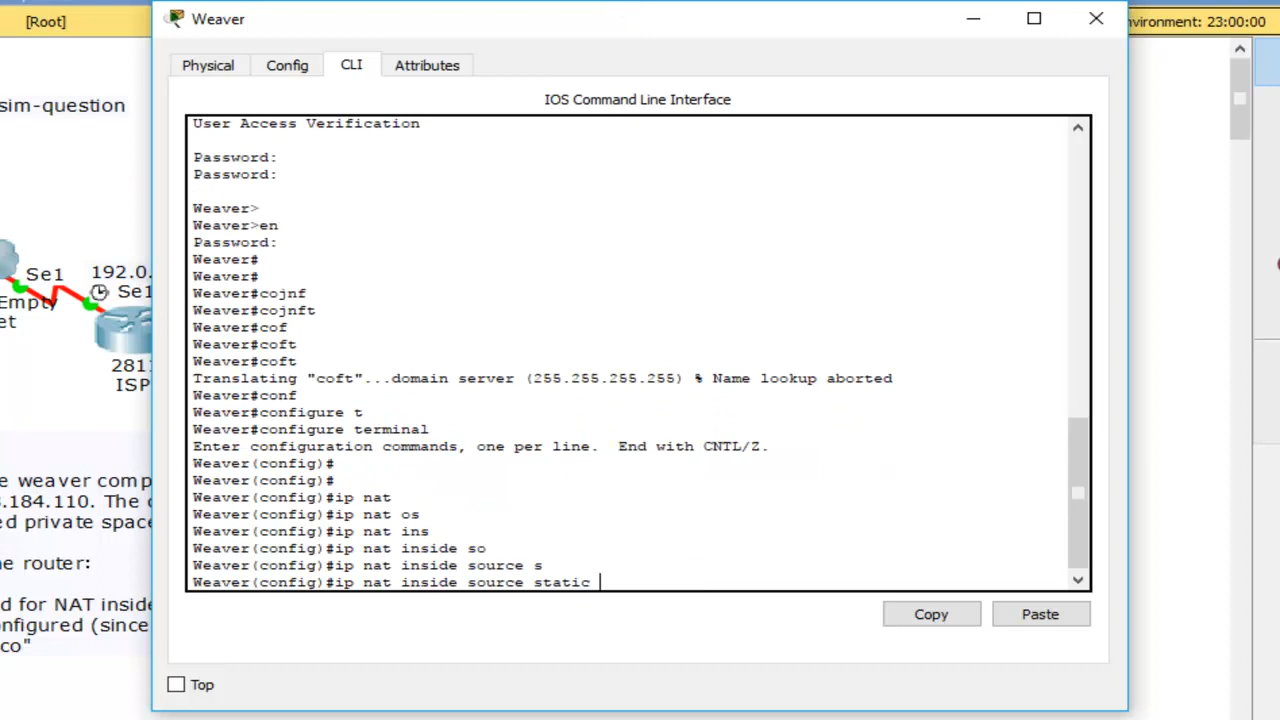 Weaver
[Root]
nvironment: 23:00:00
Physical
Config
CLI
Attributes
IOS Command Line Interface
User Access Verification
Password:
Password:
Weaver>
Weaver>en
Password:
Weaver#
Weaver#
Weaver#cojnf
Weaver#cojnft
Weaver#cof
Weaver#coft
Weaver#coft
Translating "coft"...domain server (255.255.255.255) % Name lookup aborted
Weaver#conf
Weaver#configure t
Weaver#configure terminal
Enter configuration commands, one per line.  End with CNTL/Z.
Weaver(config)#
Weaver(config)#
Weaver(config)#ip nat
Weaver(config)#ip nat os
Weaver(config)#ip nat ins
Weaver(config)#ip nat inside so
Weaver(config)#ip nat inside source s
Weaver(config)#ip nat inside source static
Copy
Paste
Top
sim-question
Se1
192.0.
Se1
Empty
et
281
ISP
e weaver comp
.184.110. The
ed private space
ne router:
d for NAT inside
nfigured (since
co"